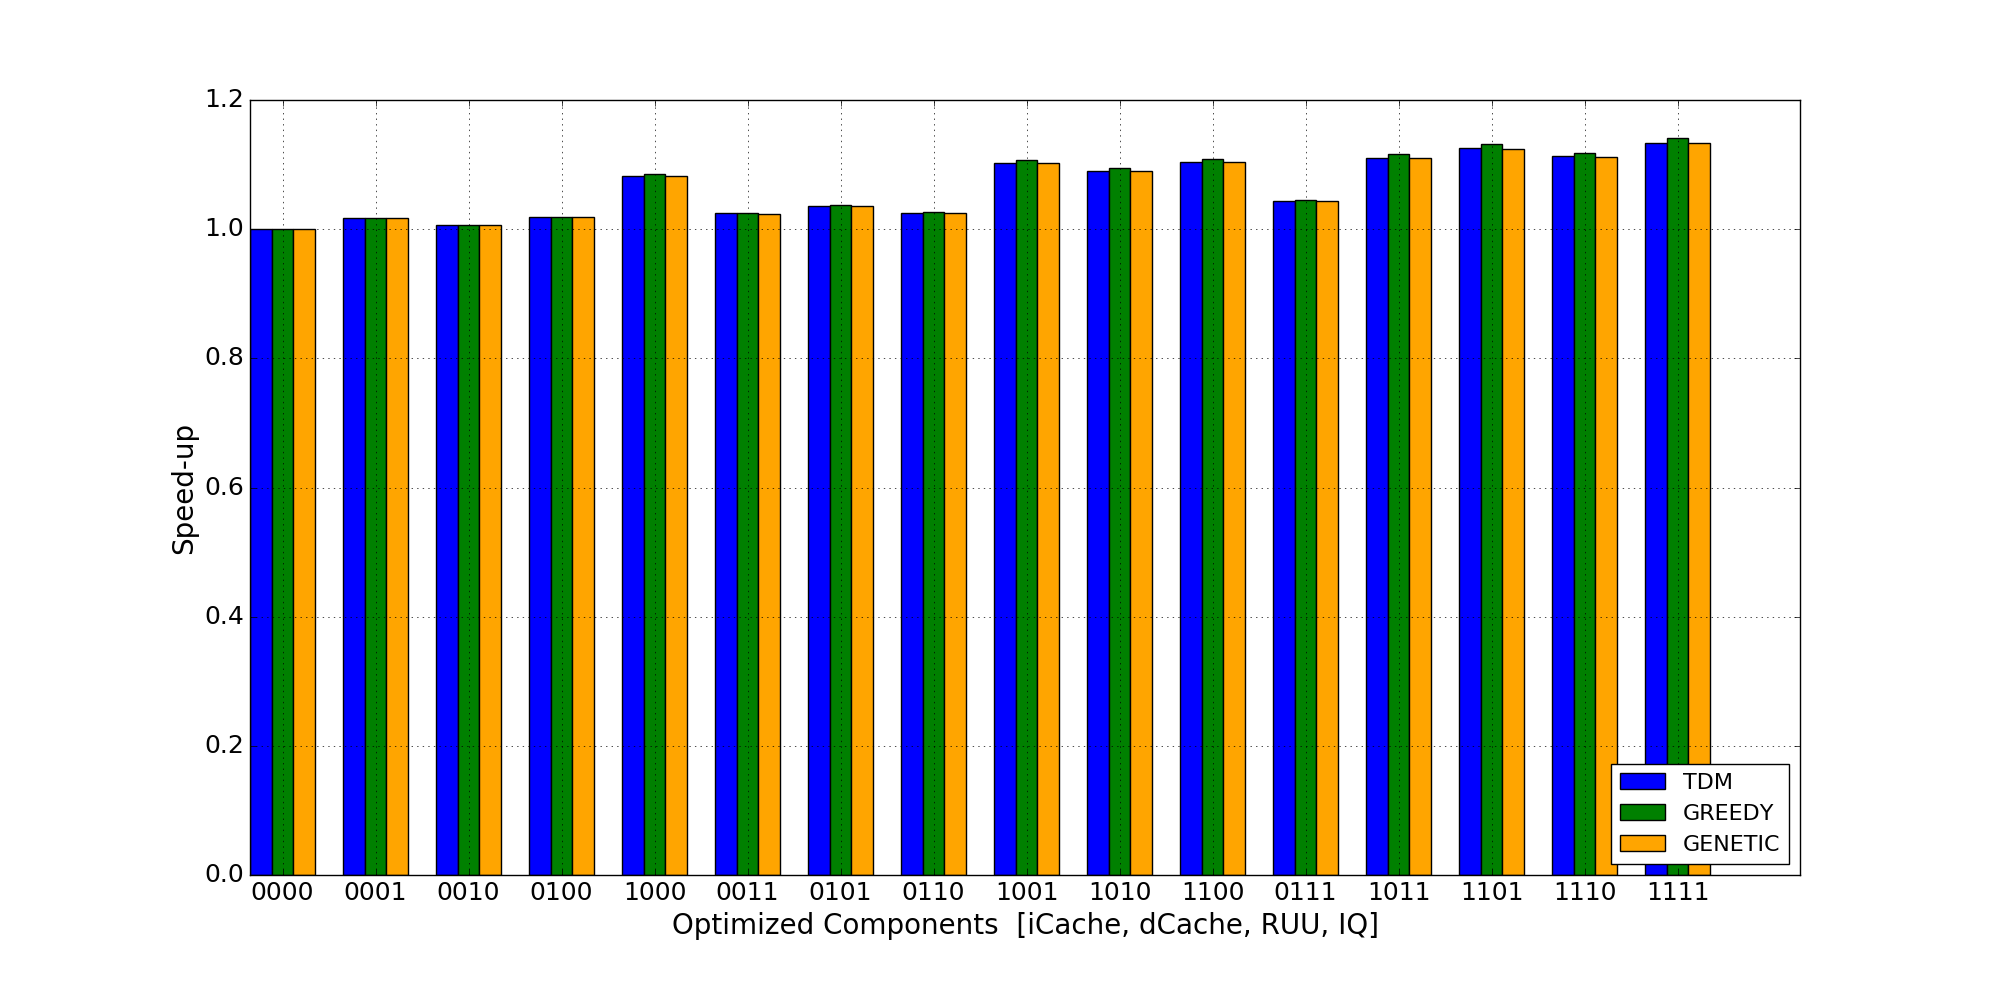 1.2
1.0
0.8
0.6
0.4
0.2
0.0
Speed-up
TDM
GREEDY
GENETIC
0000 0001 0010 0100 1000 0011 0101 0110 1001 1010 1100 0111 1011 1101 1110 1111
Optimized Components [iCache, dCache, RUU, IQ]